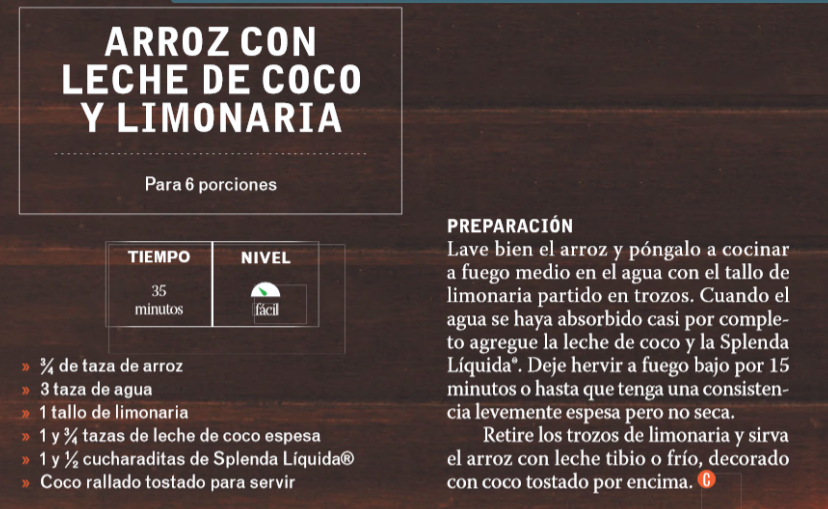 ARROZ CON
LECHE DE COCO
Y LIMONARIA
Para 6 porciones
TIEMPO
35
minutos
NIVEL
fácil
» ¾ de taza de arroz
» 3 taza de agua
» 1 tallo de limonaria
» 1 y ¾ tazas de leche de coco espesa
» 1 y ½ cucharaditas de Splenda Líquida®
» Coco rallado tostado para servir
PREPARACIÓN
Lave bien el arroz y póngalo a cocinar
a fuego medio en el agua con el tallo de
limonaria partido en trozos. Cuando el
agua se haya absorbido casi por comple-
to agregue la leche de coco y la Splenda
Líquida®. Deje hervir a fuego bajo por 15
minutos o hasta que tenga una consisten-
cia levemente espesa pero no seca.
Retire los trozos de limonaria y sirva
el arroz con leche tibio o frío, decorado
con coco tostado por encima. C